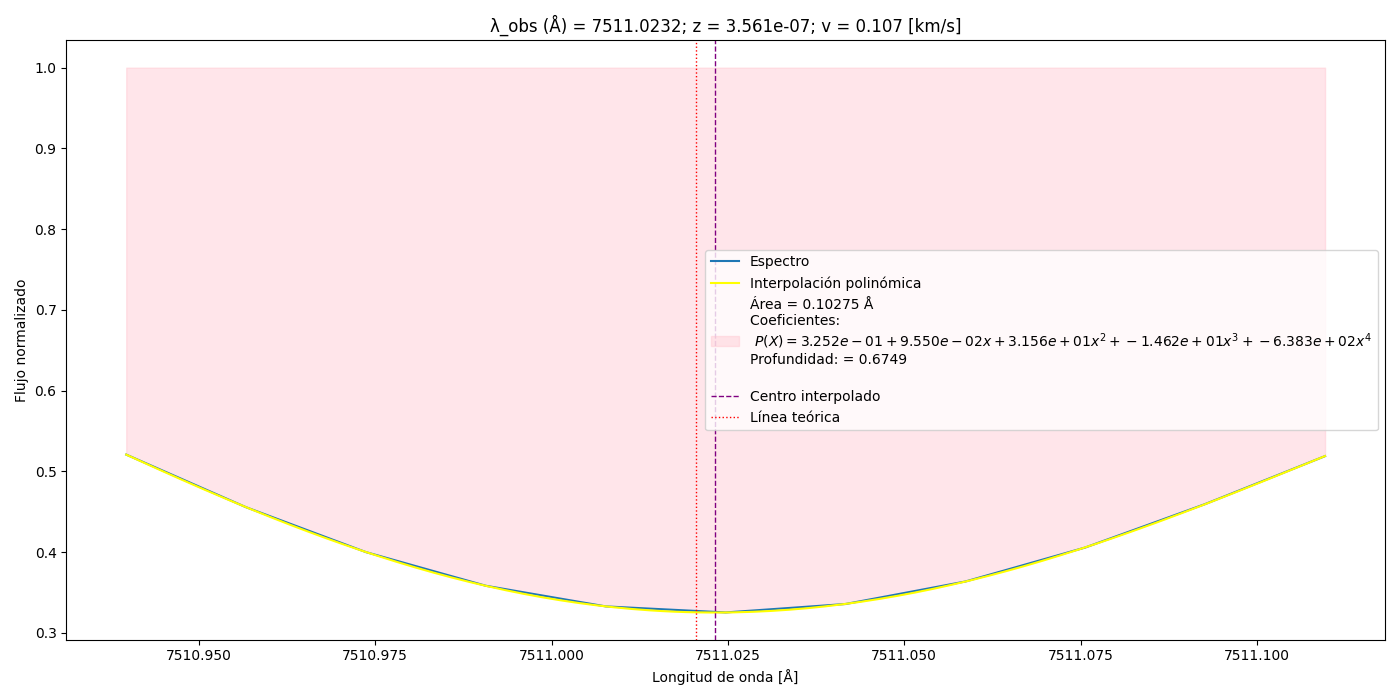 λ_obs (Å) = 7511.0232; z = 3.561e-07; v = 0.107 [km/s]
1.0
0.9
0.8
0.7
0.6
0.5
0.4
0.3
Flujo normalizado
Espectro
Interpolación polinómica
Área = 0.10275 Å
Coeficientes:
P(X) = 3.252e − 01 + 9.550e − 02x + 3.156e + 01x² + − 1.462e + 01x³ + − 6.383e + 02x⁴
Profundidad: = 0.6749
Centro interpolado
Línea teórica
7510.950 7510.975 7511.000 7511.025 7511.050 7511.075 7511.100
Longitud de onda [Å]